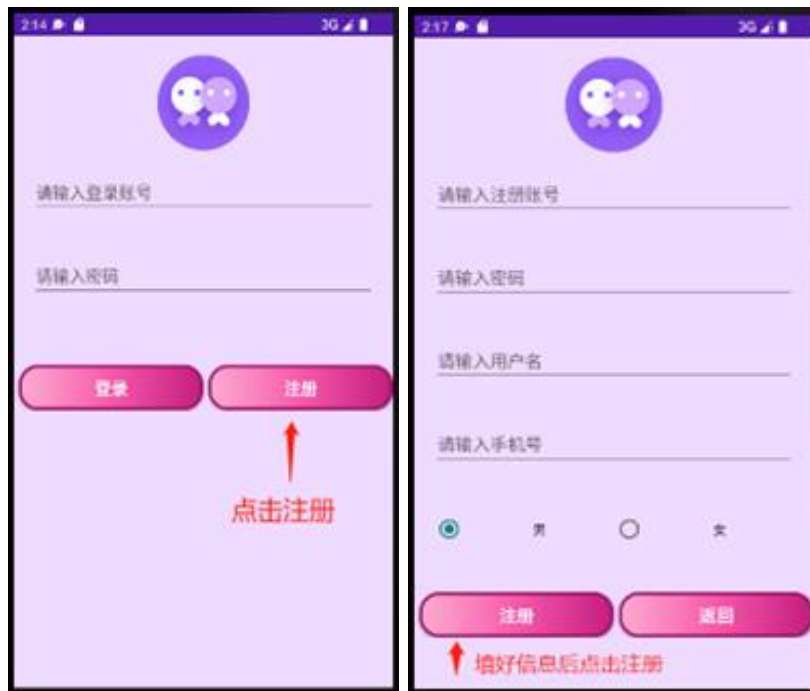 2:14
3G
请输入登录账号
请输入密码
登录
注册
点击注册
2:17
3G
请输入注册账号
请输入密码
请输入用户名
请输入手机号
男
女
注册
返回
填好信息后点击注册